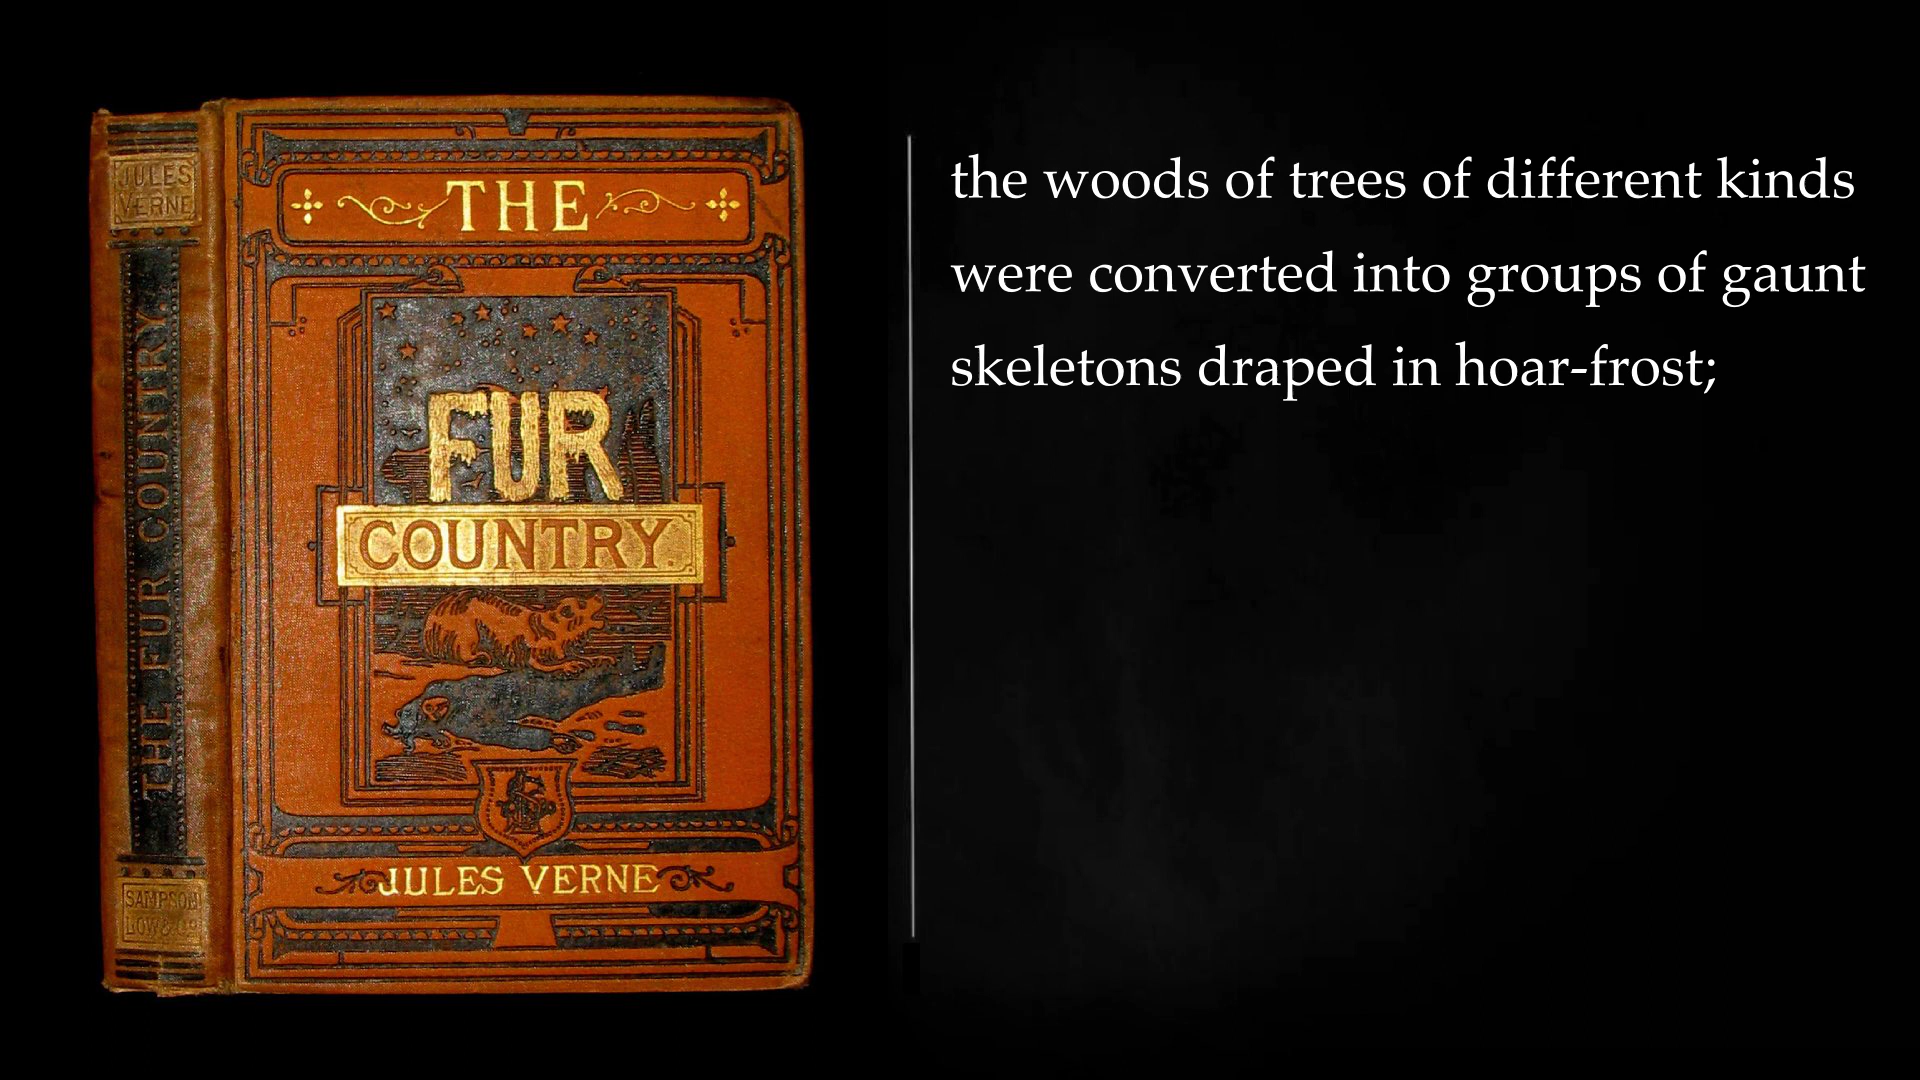 JULES
VERNE
THE FUR COUNTRY.
SAMPSON
LOW & Co
THE
FUR
COUNTRY.
JULES VERNE
the woods of trees of different kinds
were converted into groups of gaunt
skeletons draped in hoar-frost;